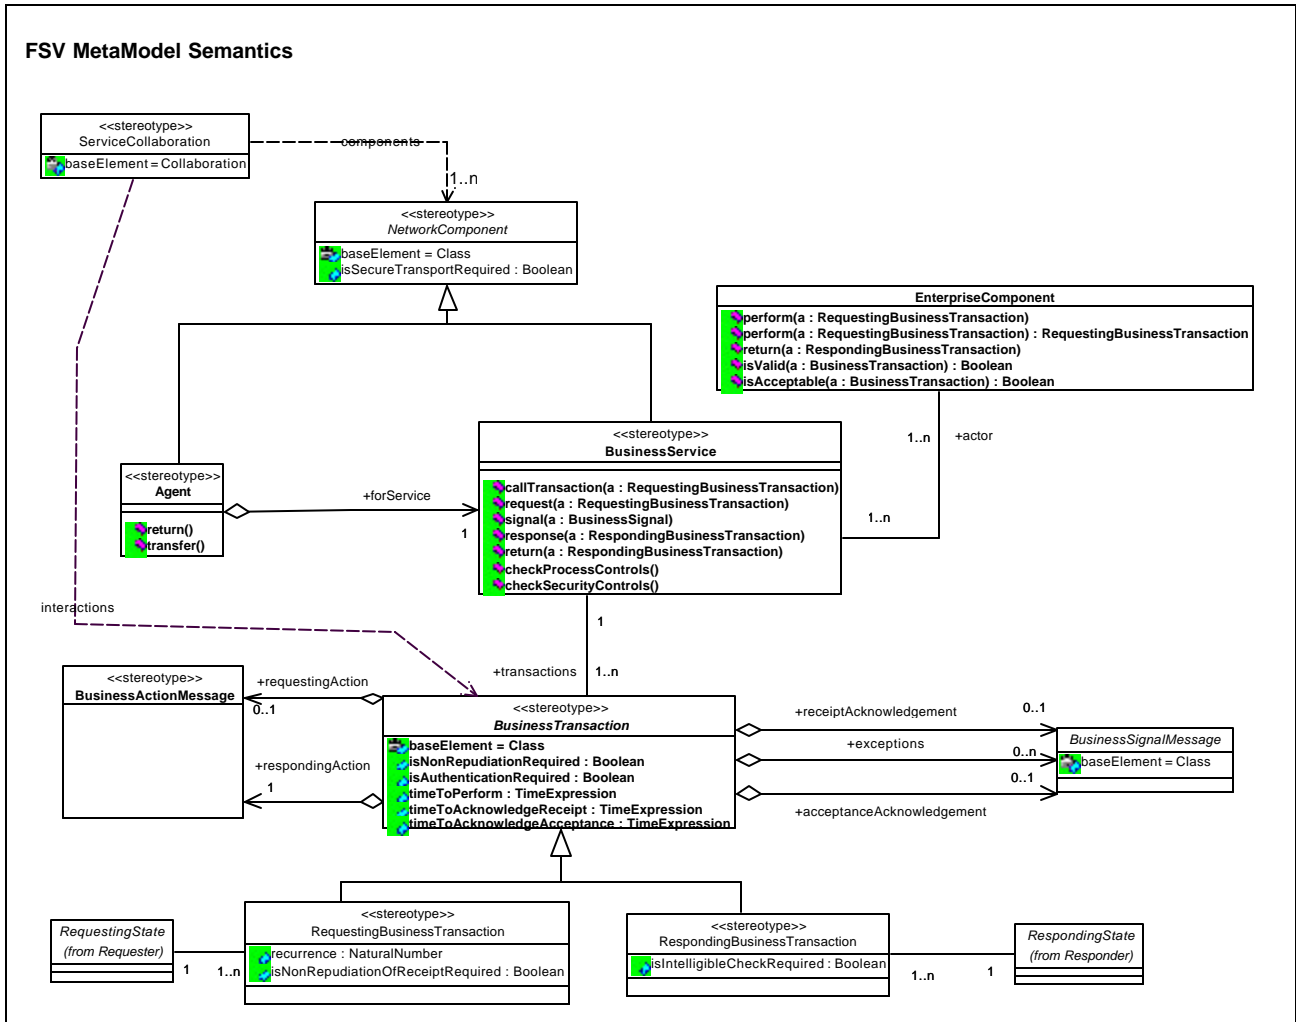 FSV MetaModel Semantics
<<stereotype>>
ServiceCollaboration
baseElement = Collaboration
components
1..n
<<stereotype>>
NetworkComponent
baseElement = Class
isSecureTransportRequired : Boolean
EnterpriseComponent
perform(a : RequestingBusinessTransaction)
perform(a : RequestingBusinessTransaction) : RequestingBusinessTransaction
return(a : RespondingBusinessTransaction)
isValid(a : BusinessTransaction) : Boolean
isAcceptable(a : BusinessTransaction) : Boolean
1..n
+actor
<<stereotype>>
BusinessService
callTransaction(a : RequestingBusinessTransaction)
request(a : RequestingBusinessTransaction)
signal(a : BusinessSignal)
response(a : RespondingBusinessTransaction)
return(a : RespondingBusinessTransaction)
checkProcessControls()
checkSecurityControls()
1..n
<<stereotype>>
Agent
return()
transfer()
+forService
1
interactions
1
+transactions
1..n
<<stereotype>>
BusinessActionMessage
+requestingAction
0..1
+respondingAction
1
<<stereotype>>
BusinessTransaction
baseElement = Class
isNonRepudiationRequired : Boolean
isAuthenticationRequired : Boolean
timeToPerform : TimeExpression
timeToAcknowledgeReceipt : TimeExpression
timeToAcknowledgeAcceptance : TimeExpression
+receiptAcknowledgement
0..1
+exceptions
0..n
0..1
+acceptanceAcknowledgement
BusinessSignalMessage
baseElement = Class
RequestingState
(from Requester)
1
1..n
<<stereotype>>
RequestingBusinessTransaction
recurrence : NaturalNumber
isNonRepudiationOfReceiptRequired : Boolean
<<stereotype>>
RespondingBusinessTransaction
isIntelligibleCheckRequired : Boolean
1..n
1
RespondingState
(from Responder)